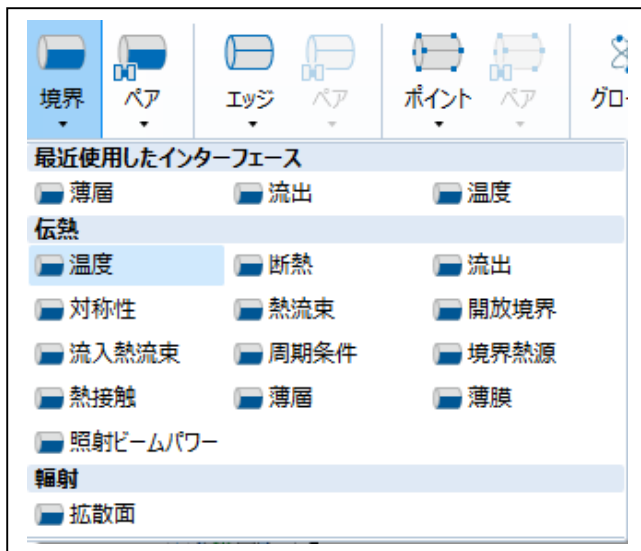 境界 ペア エッジ ペア ポイント ペア グロー
最近使用したインターフェース
薄層 流出 温度
伝熱
温度 断熱 流出
対称性 熱流束 開放境界
流入熱流束 周期条件 境界熱源
熱接触 薄層 薄膜
照射ビームパワー
輻射
拡散面